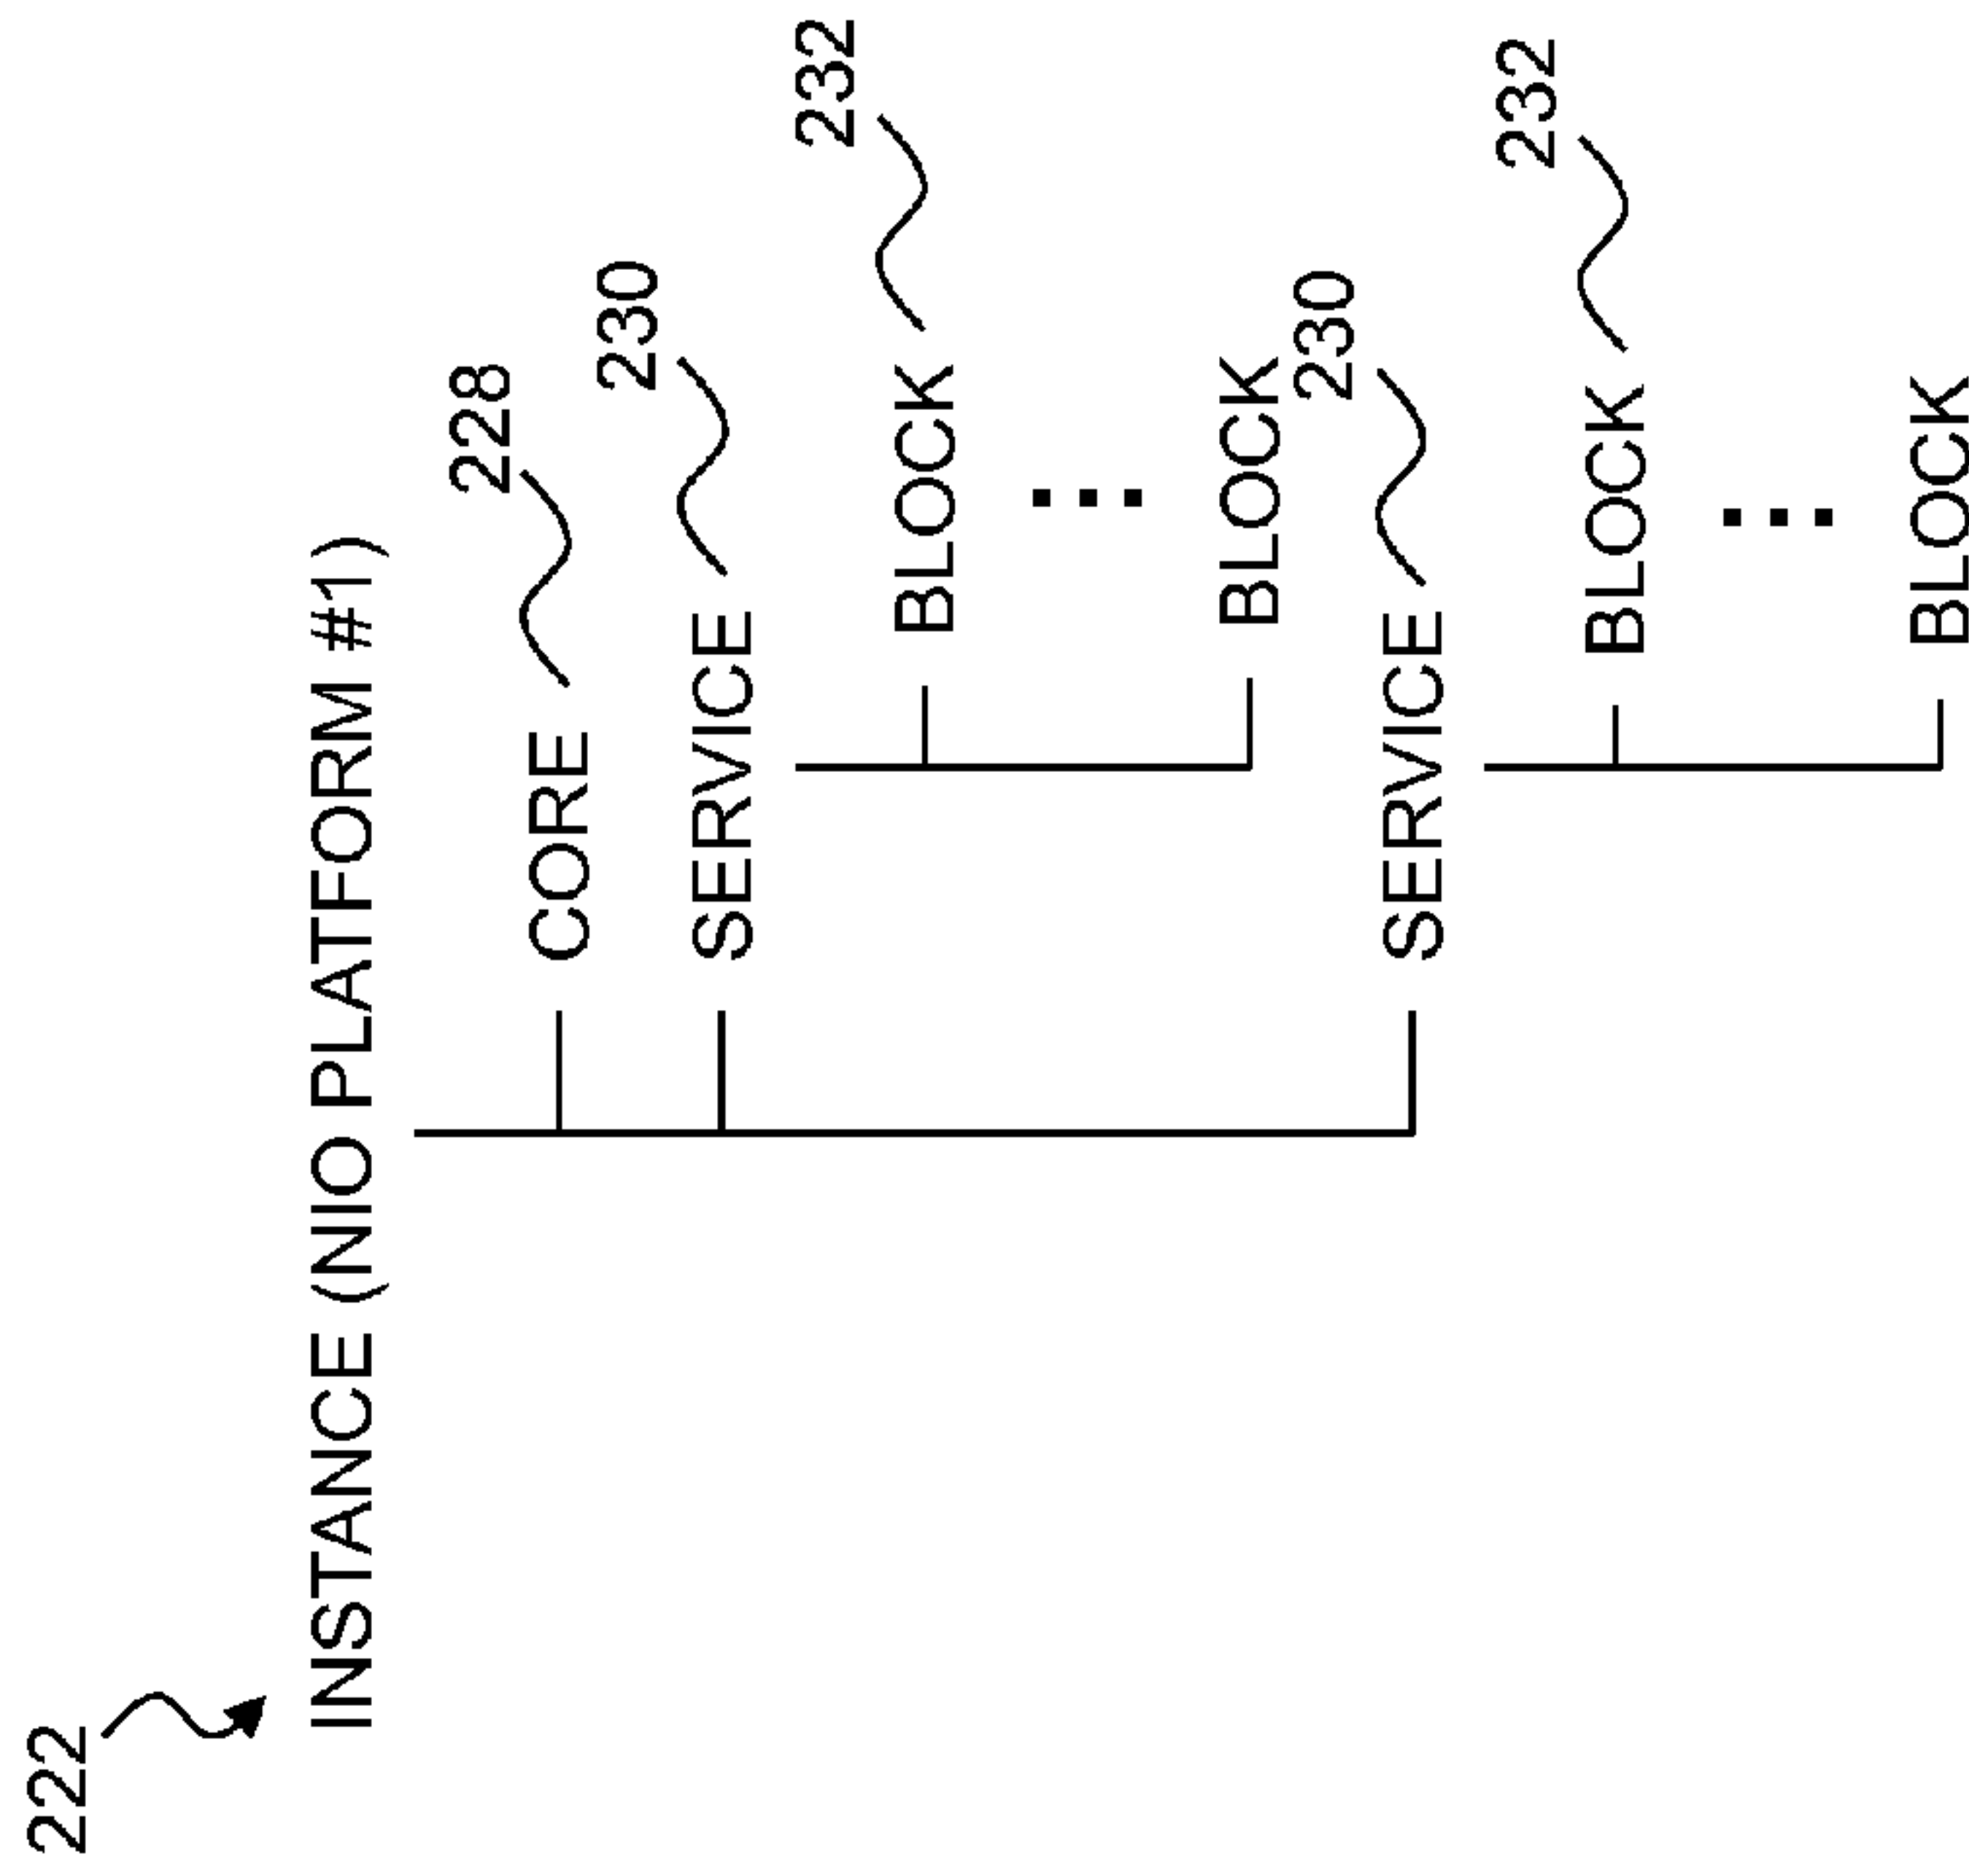 222
INSTANCE (NIO PLATFORM #1)
228
CORE
230
SERVICE
232
BLOCK
BLOCK
230
SERVICE
232
BLOCK
BLOCK